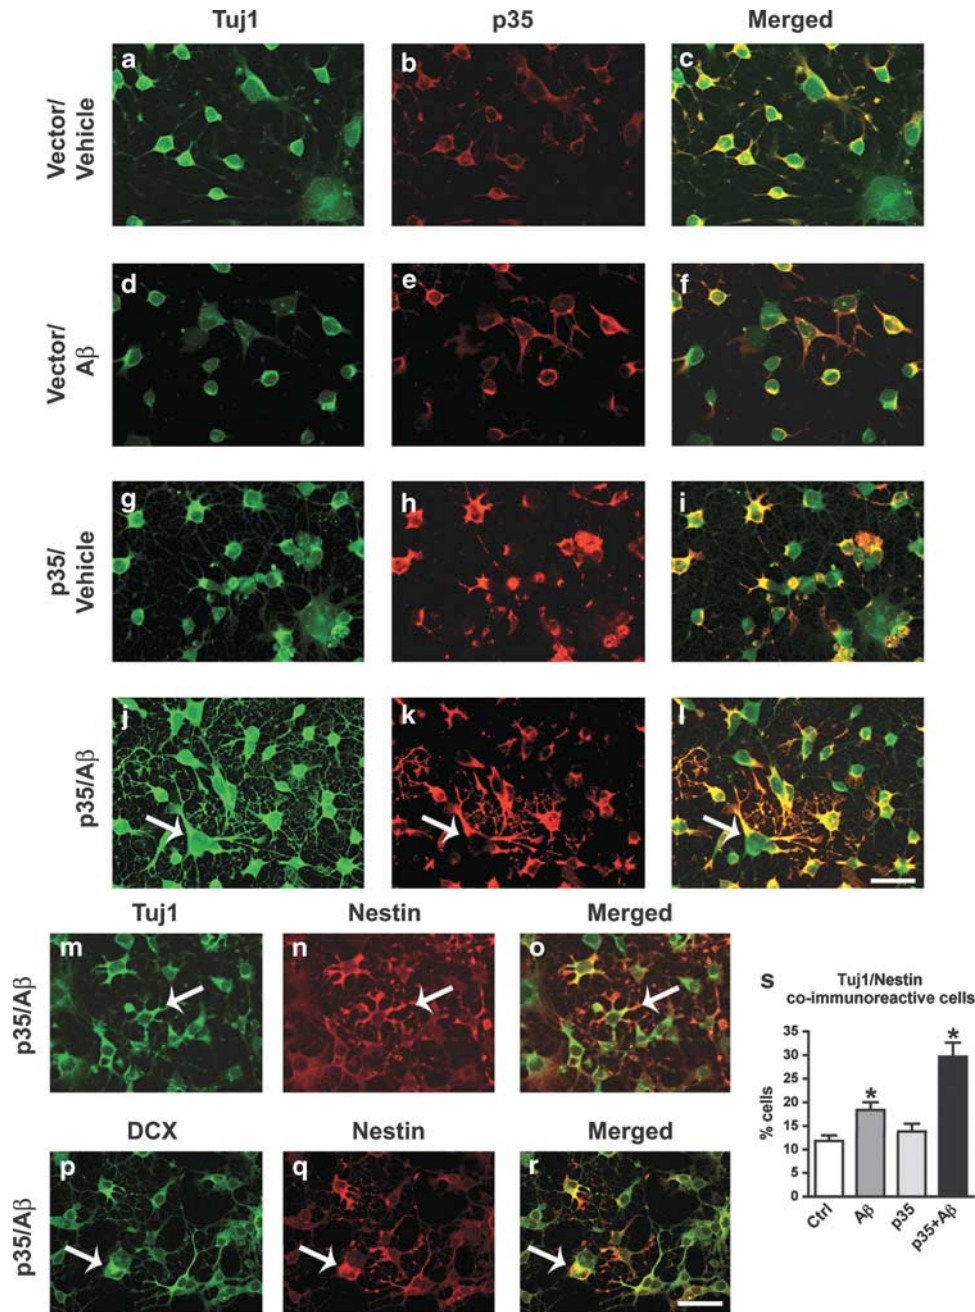 Tuj1 p35 Merged
Vector/
Vehicle
a b c
Vector/
Aβ
d e f
p35/
Vehicle
g h i
p35/Aβ
j k l
Tuj1 Nestin Merged
p35/Aβ
m n o
DCX Nestin Merged
p35/Aβ
p q r
s
Tuj1/Nestin
co-immunoreactive cells
% cells
35
30
25
20
15
10
5
0
* *
Ctrl Aβ p35 p35+Aβ